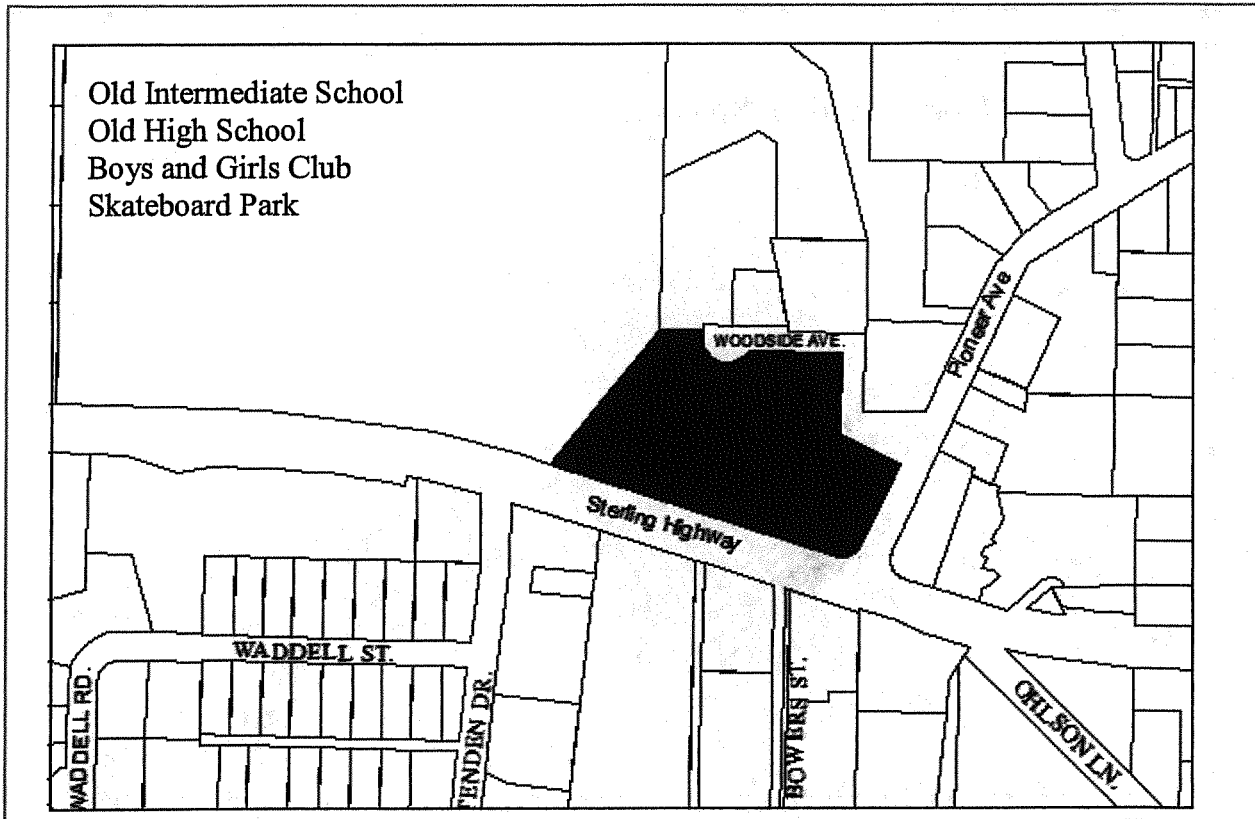 Old Intermediate School
Old High School
Boys and Girls Club
Skateboard Park
WOODSIDE AVE.
Pioneer Ave
Sterling Highway
WADDELL ST.
WADDELL RD.
TENDEN DR.
BOWERS ST.
OHLSON LN.